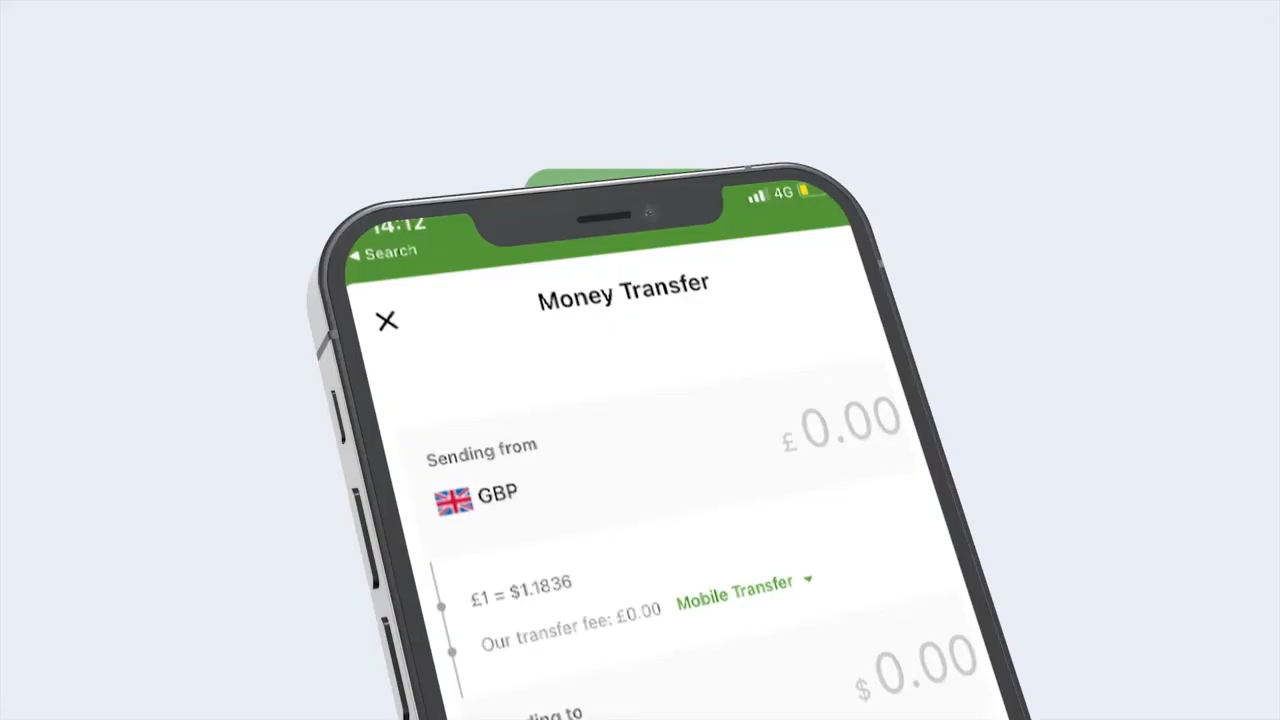 14:12
4G
Search
Money Transfer
Sending from
£ 0.00
GBP
£1 = $1.1836
Our transfer fee: £0.00 Mobile Transfer
$ 0.00
to